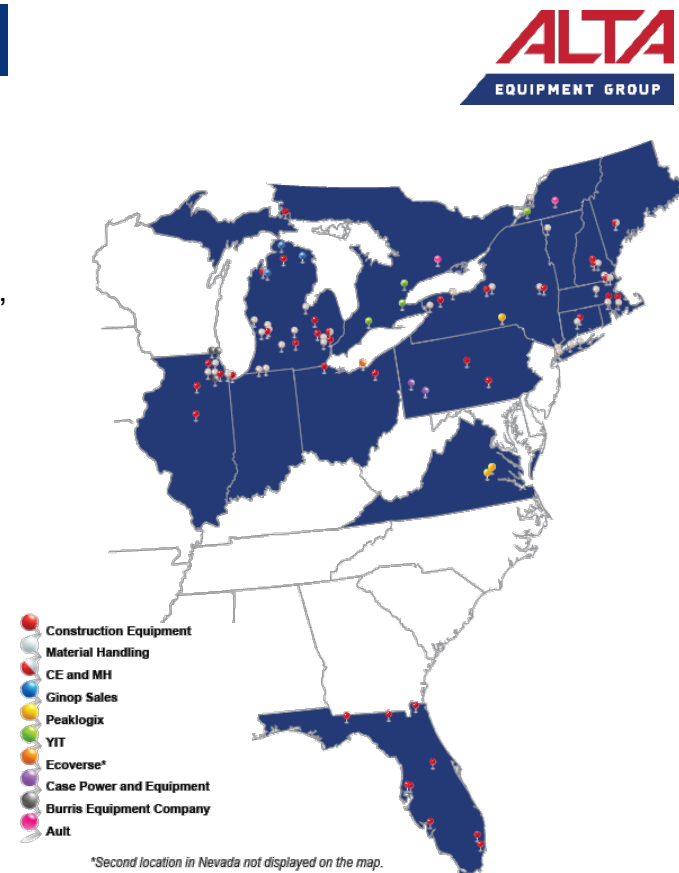 ALTA
EQUIPMENT GROUP
,
Construction Equipment
Material Handling
CE and MH
Ginop Sales
Peaklogix
YIT
Ecoverse*
Case Power and Equipment
Burris Equipment Company
Ault
*Second location in Nevada not displayed on the map.